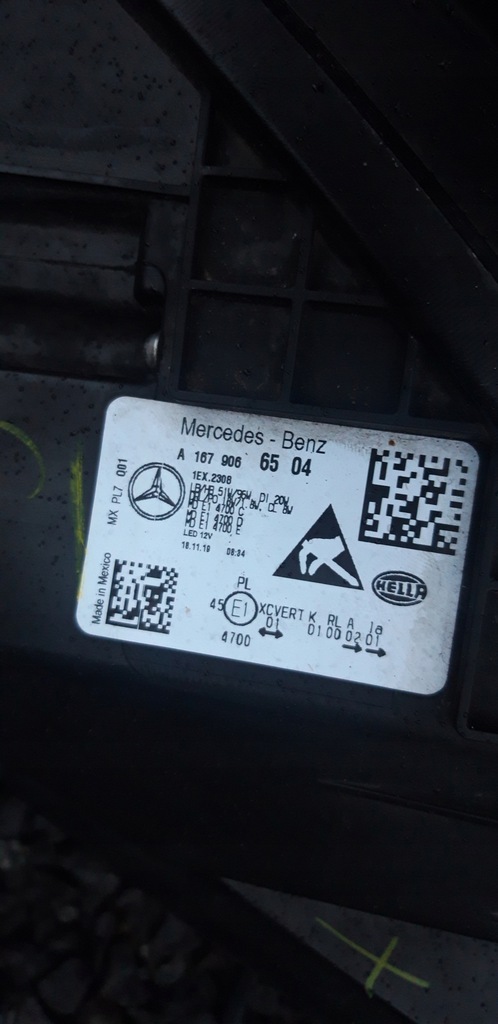 Mercedes - Benz
A 167 906 65 04
1EX.2308
MX PL7 001
LED 12V
18.11.19 08:34
Made in Mexico
HELLA
PL
45 E1 XCVERT K RL A 1a
01 01 00 02 01
4700